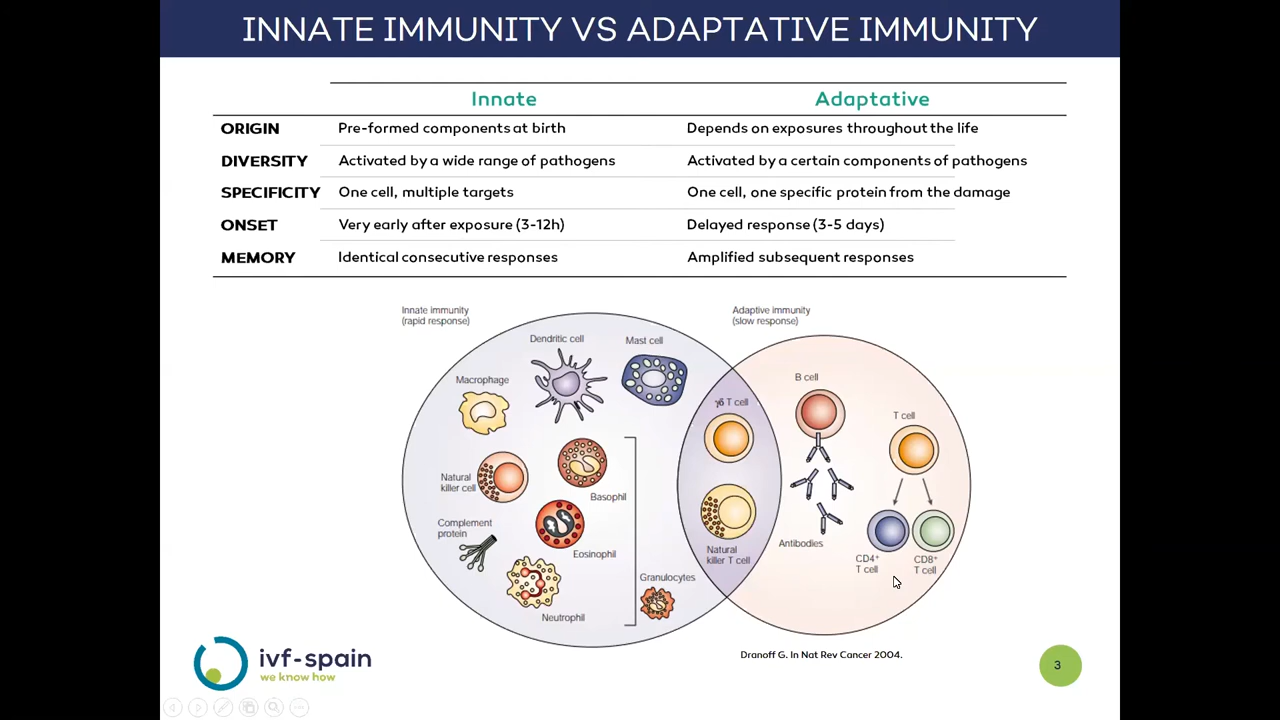 INNATE IMMUNITY VS ADAPTATIVE IMMUNITY
Innate Adaptative
ORIGIN Pre-formed components at birth Depends on exposures throughout the life
DIVERSITY Activated by a wide range of pathogens Activated by a certain components of pathogens
SPECIFICITY One cell, multiple targets One cell, one specific protein from the damage
ONSET Very early after exposure (3-12h) Delayed response (3-5 days)
MEMORY Identical consecutive responses Amplified subsequent responses
Innate immunity
(rapid response)
Adaptive immunity
(slow response)
Dendritic cell
Mast cell
Macrophage
γδ T cell
B cell
T cell
Natural
killer cell
Basophil
Complement
protein
Eosinophil
Natural
killer T cell
Antibodies
CD4+
T cell
CD8+
T cell
Granulocytes
Neutrophil
Dranoff G. In Nat Rev Cancer 2004.
ivf-spain
we know how
3